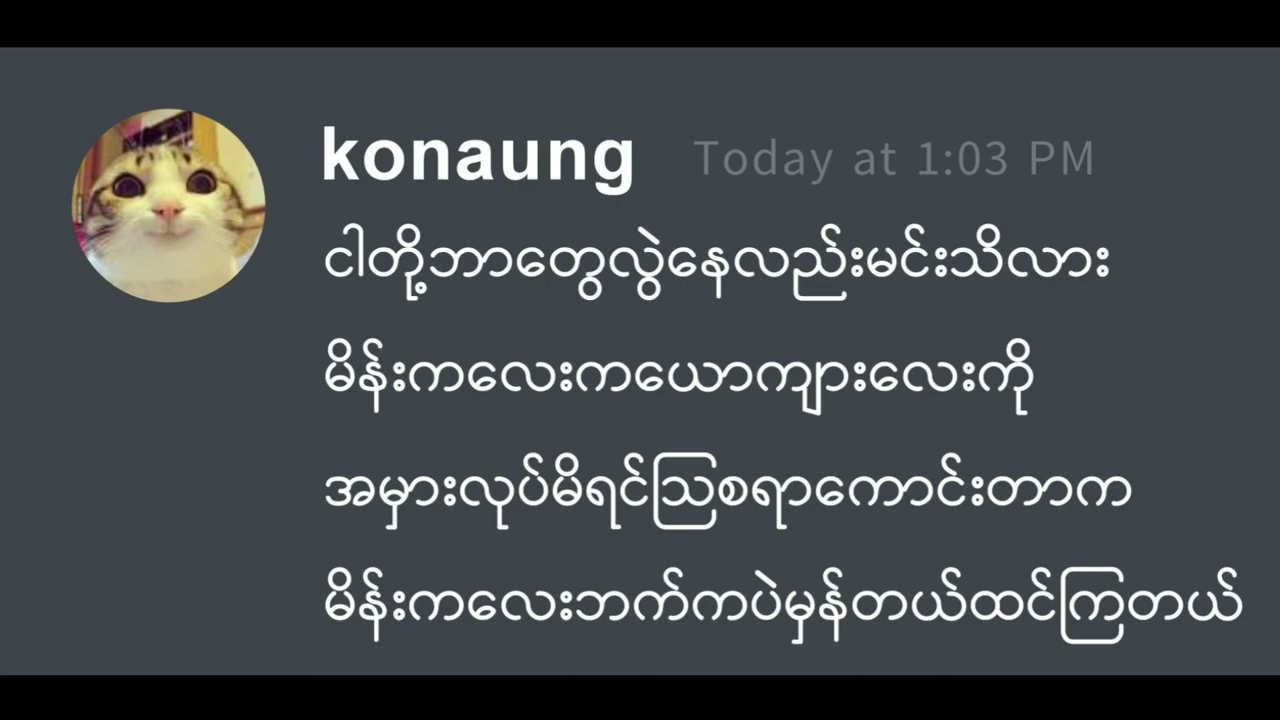 konaung Today at 1:03 PM
ငါတို့ဘာတွေလွဲနေလည်းမင်းသိလား
မိန်းကလေးကယောကျားလေးကို
အမှားလုပ်မိရင်ဩစရာကောင်းတာက
မိန်းကလေးဘက်ကပဲမှန်တယ်ထင်ကြတယ်